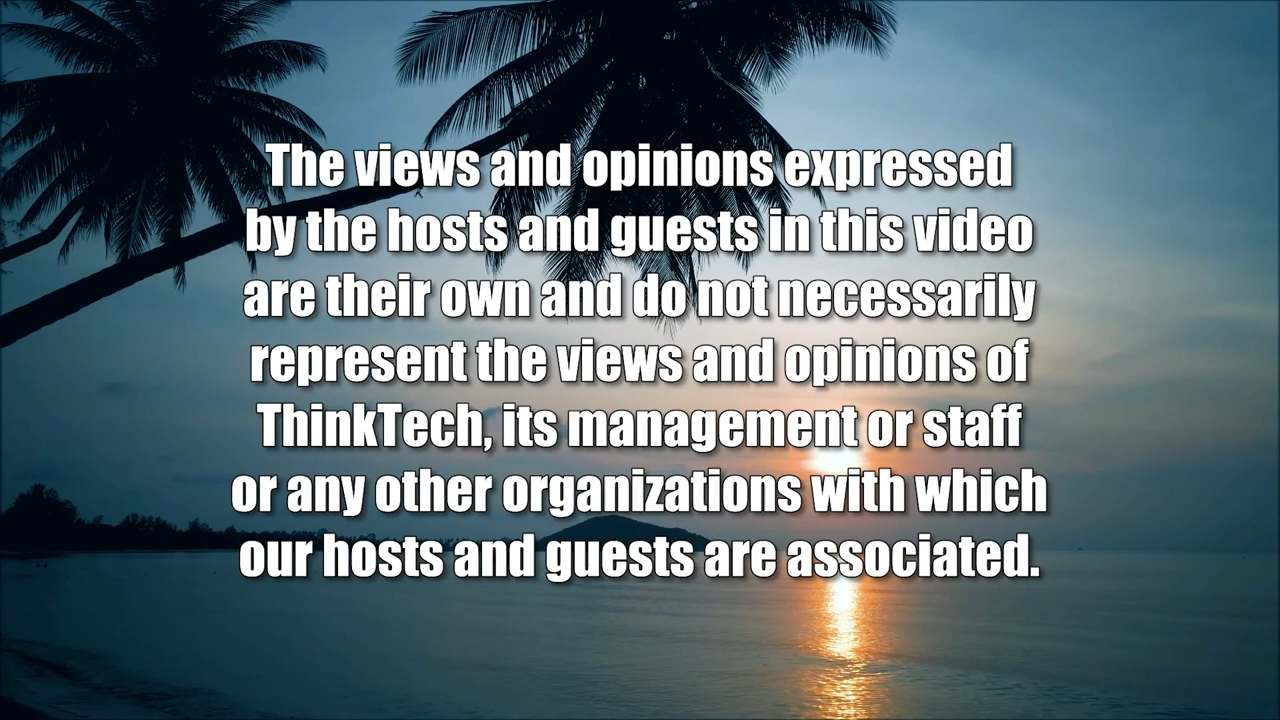 The views and opinions expressed
by the hosts and guests in this video
are their own and do not necessarily
represent the views and opinions of
ThinkTech, its management or staff
or any other organizations with which
our hosts and guests are associated.